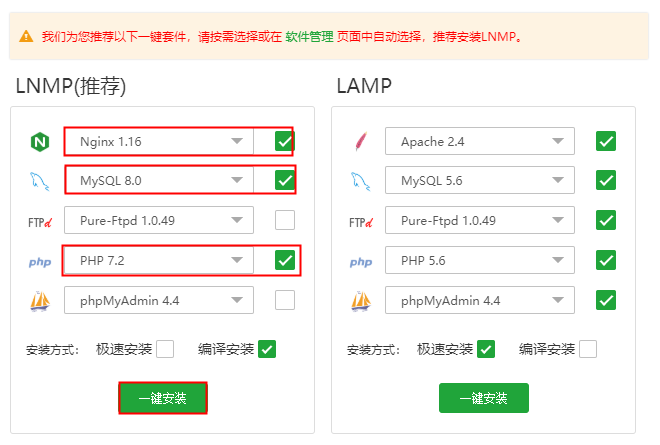 我们为您推荐以下一键套件，请按需选择或在 软件管理 页面中自动选择，推荐安装LNMP。
LNMP(推荐)
Nginx 1.16
MySQL 8.0
FTPd Pure-Ftpd 1.0.49
php PHP 7.2
phpMyAdmin 4.4
安装方式： 极速安装 编译安装
一键安装
LAMP
Apache 2.4
MySQL 5.6
FTPd Pure-Ftpd 1.0.49
php PHP 5.6
phpMyAdmin 4.4
安装方式： 极速安装 编译安装
一键安装